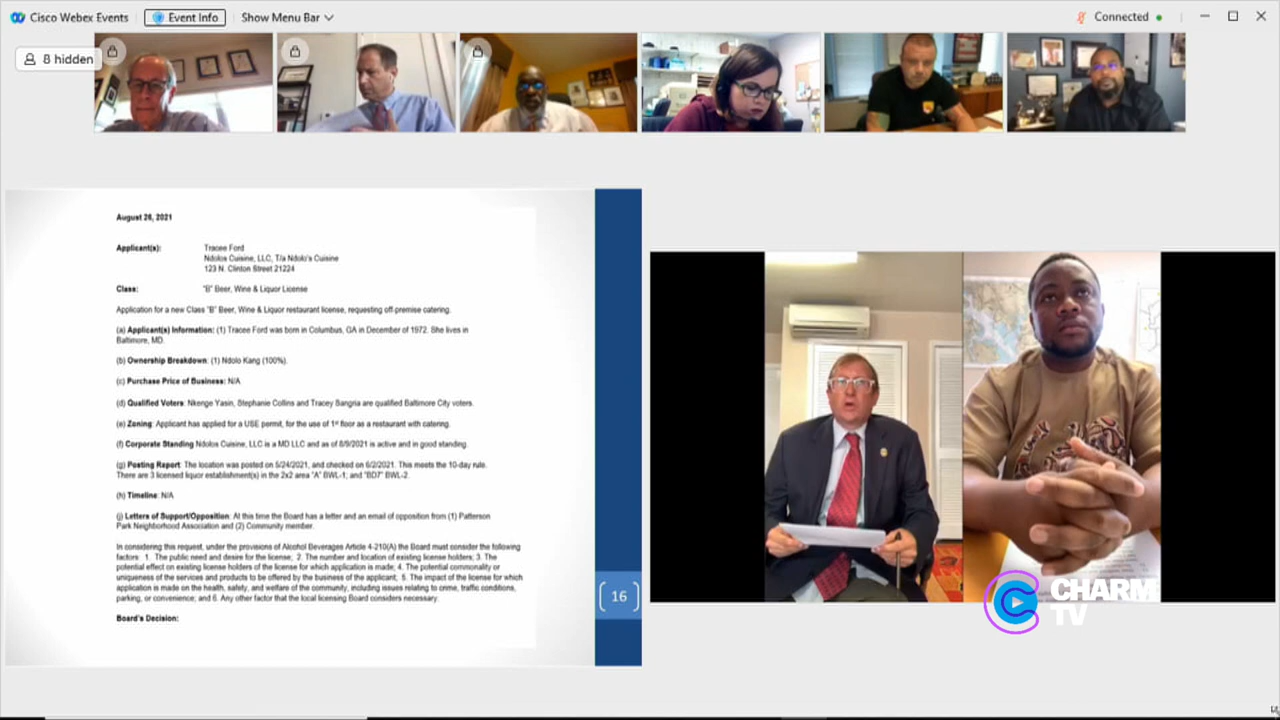 Cisco Webex Events
Event Info
Show Menu Bar
Connected
8 hidden
August 26, 2021
Applicant(s): Tracee Ford
Ndolos Cuisine, LLC, T/a Ndolo's Cuisine
123 N. Clinton Street 21224
Class: "B" Beer, Wine & Liquor License
Application for a new Class "B" Beer, Wine & Liquor restaurant license, requesting off-premise catering.
(a) Applicant(s) Information: (1) Tracee Ford was born in Columbus, GA in December of 1972. She lives in
Baltimore, MD.
(b) Ownership Breakdown: (1) Ndolo Kang (100%).
(c) Purchase Price of Business: N/A
(d) Qualified Voters: Nkenge Yasin, Stephanie Collins and Tracey Sangria are qualified Baltimore City voters.
(e) Zoning: Applicant has applied for a USE permit, for the use of 1st floor as a restaurant with catering.
(f) Corporate Standing Ndolos Cuisine, LLC is a MD LLC and as of 8/9/2021 is active and in good standing.
(g) Posting Report: The location was posted on 5/24/2021, and checked on 6/2/2021. This meets the 10-day rule.
There are 3 licensed liquor establishment(s) in the 2x2 area "A" BWL-1; and "BD7" BWL-2.
(h) Timeline: N/A
(j) Letters of Support/Opposition: At this time the Board has a letter and an email of opposition from (1) Patterson
Park Neighborhood Association and (2) Community member.
In considering this request, under the provisions of Alcohol Beverages Article 4-210(A) the Board must consider the following
factors: 1. The public need and desire for the license; 2. The number and location of existing license holders; 3. The
potential effect on existing license holders of the license for which application is made; 4. The potential commonality or
uniqueness of the services and products to be offered by the business of the applicant; 5. The impact of the license for which
application is made on the health, safety, and welfare of the community, including issues relating to crime, traffic conditions,
parking, or convenience; and 6. Any other factor that the local licensing Board considers necessary.
Board's Decision:
16
CHARM
TV